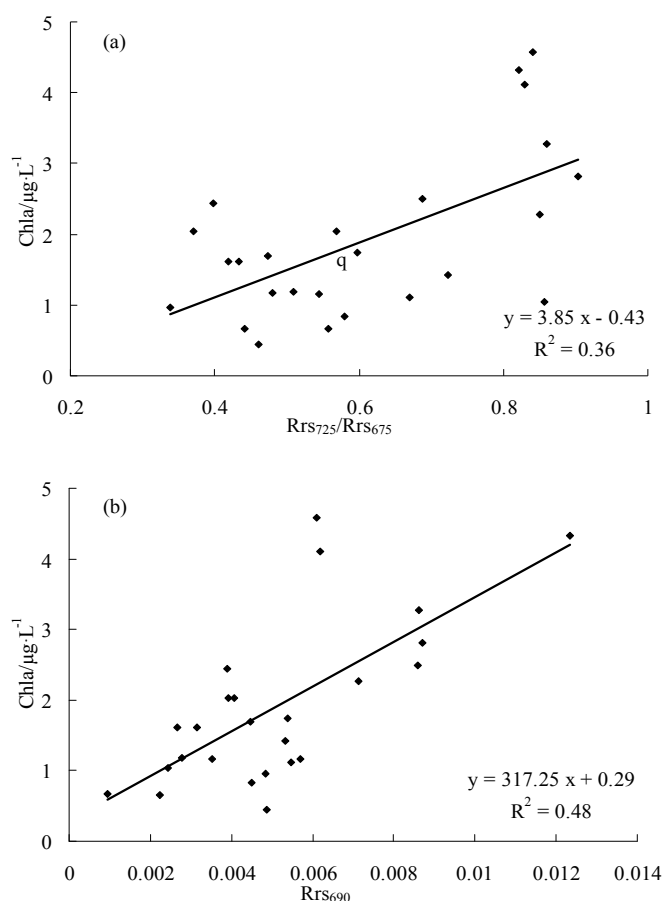 (a)
5
4
3
2
1
0
Chla/μg·L⁻¹
q
y = 3.85 x - 0.43
R² = 0.36
0.2 0.4 0.6 0.8 1
Rrs₇₂₅/Rrs₆₇₅
(b)
5
4
3
2
1
0
Chla/μg·L⁻¹
y = 317.25 x + 0.29
R² = 0.48
0 0.002 0.004 0.006 0.008 0.01 0.012 0.014
Rrs₆₉₀